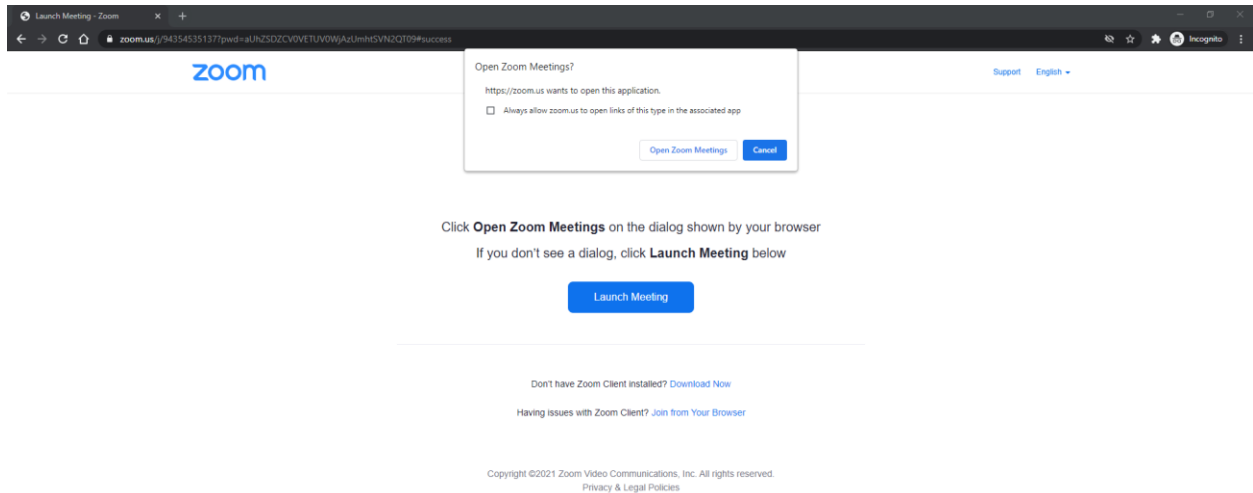 Launch Meeting - Zoom
zoom.us/j/94354535137?pwd=aUhZSDZCV0VETUV0WjAzUmhtSVN2QT09#success
Incognito
zoom
Support English
Open Zoom Meetings?
https://zoom.us wants to open this application.
Always allow zoom.us to open links of this type in the associated app
Open Zoom Meetings Cancel
Click Open Zoom Meetings on the dialog shown by your browser
If you don't see a dialog, click Launch Meeting below
Launch Meeting
Don't have Zoom Client installed? Download Now
Having issues with Zoom Client? Join from Your Browser
Copyright ©2021 Zoom Video Communications, Inc. All rights reserved.
Privacy & Legal Policies